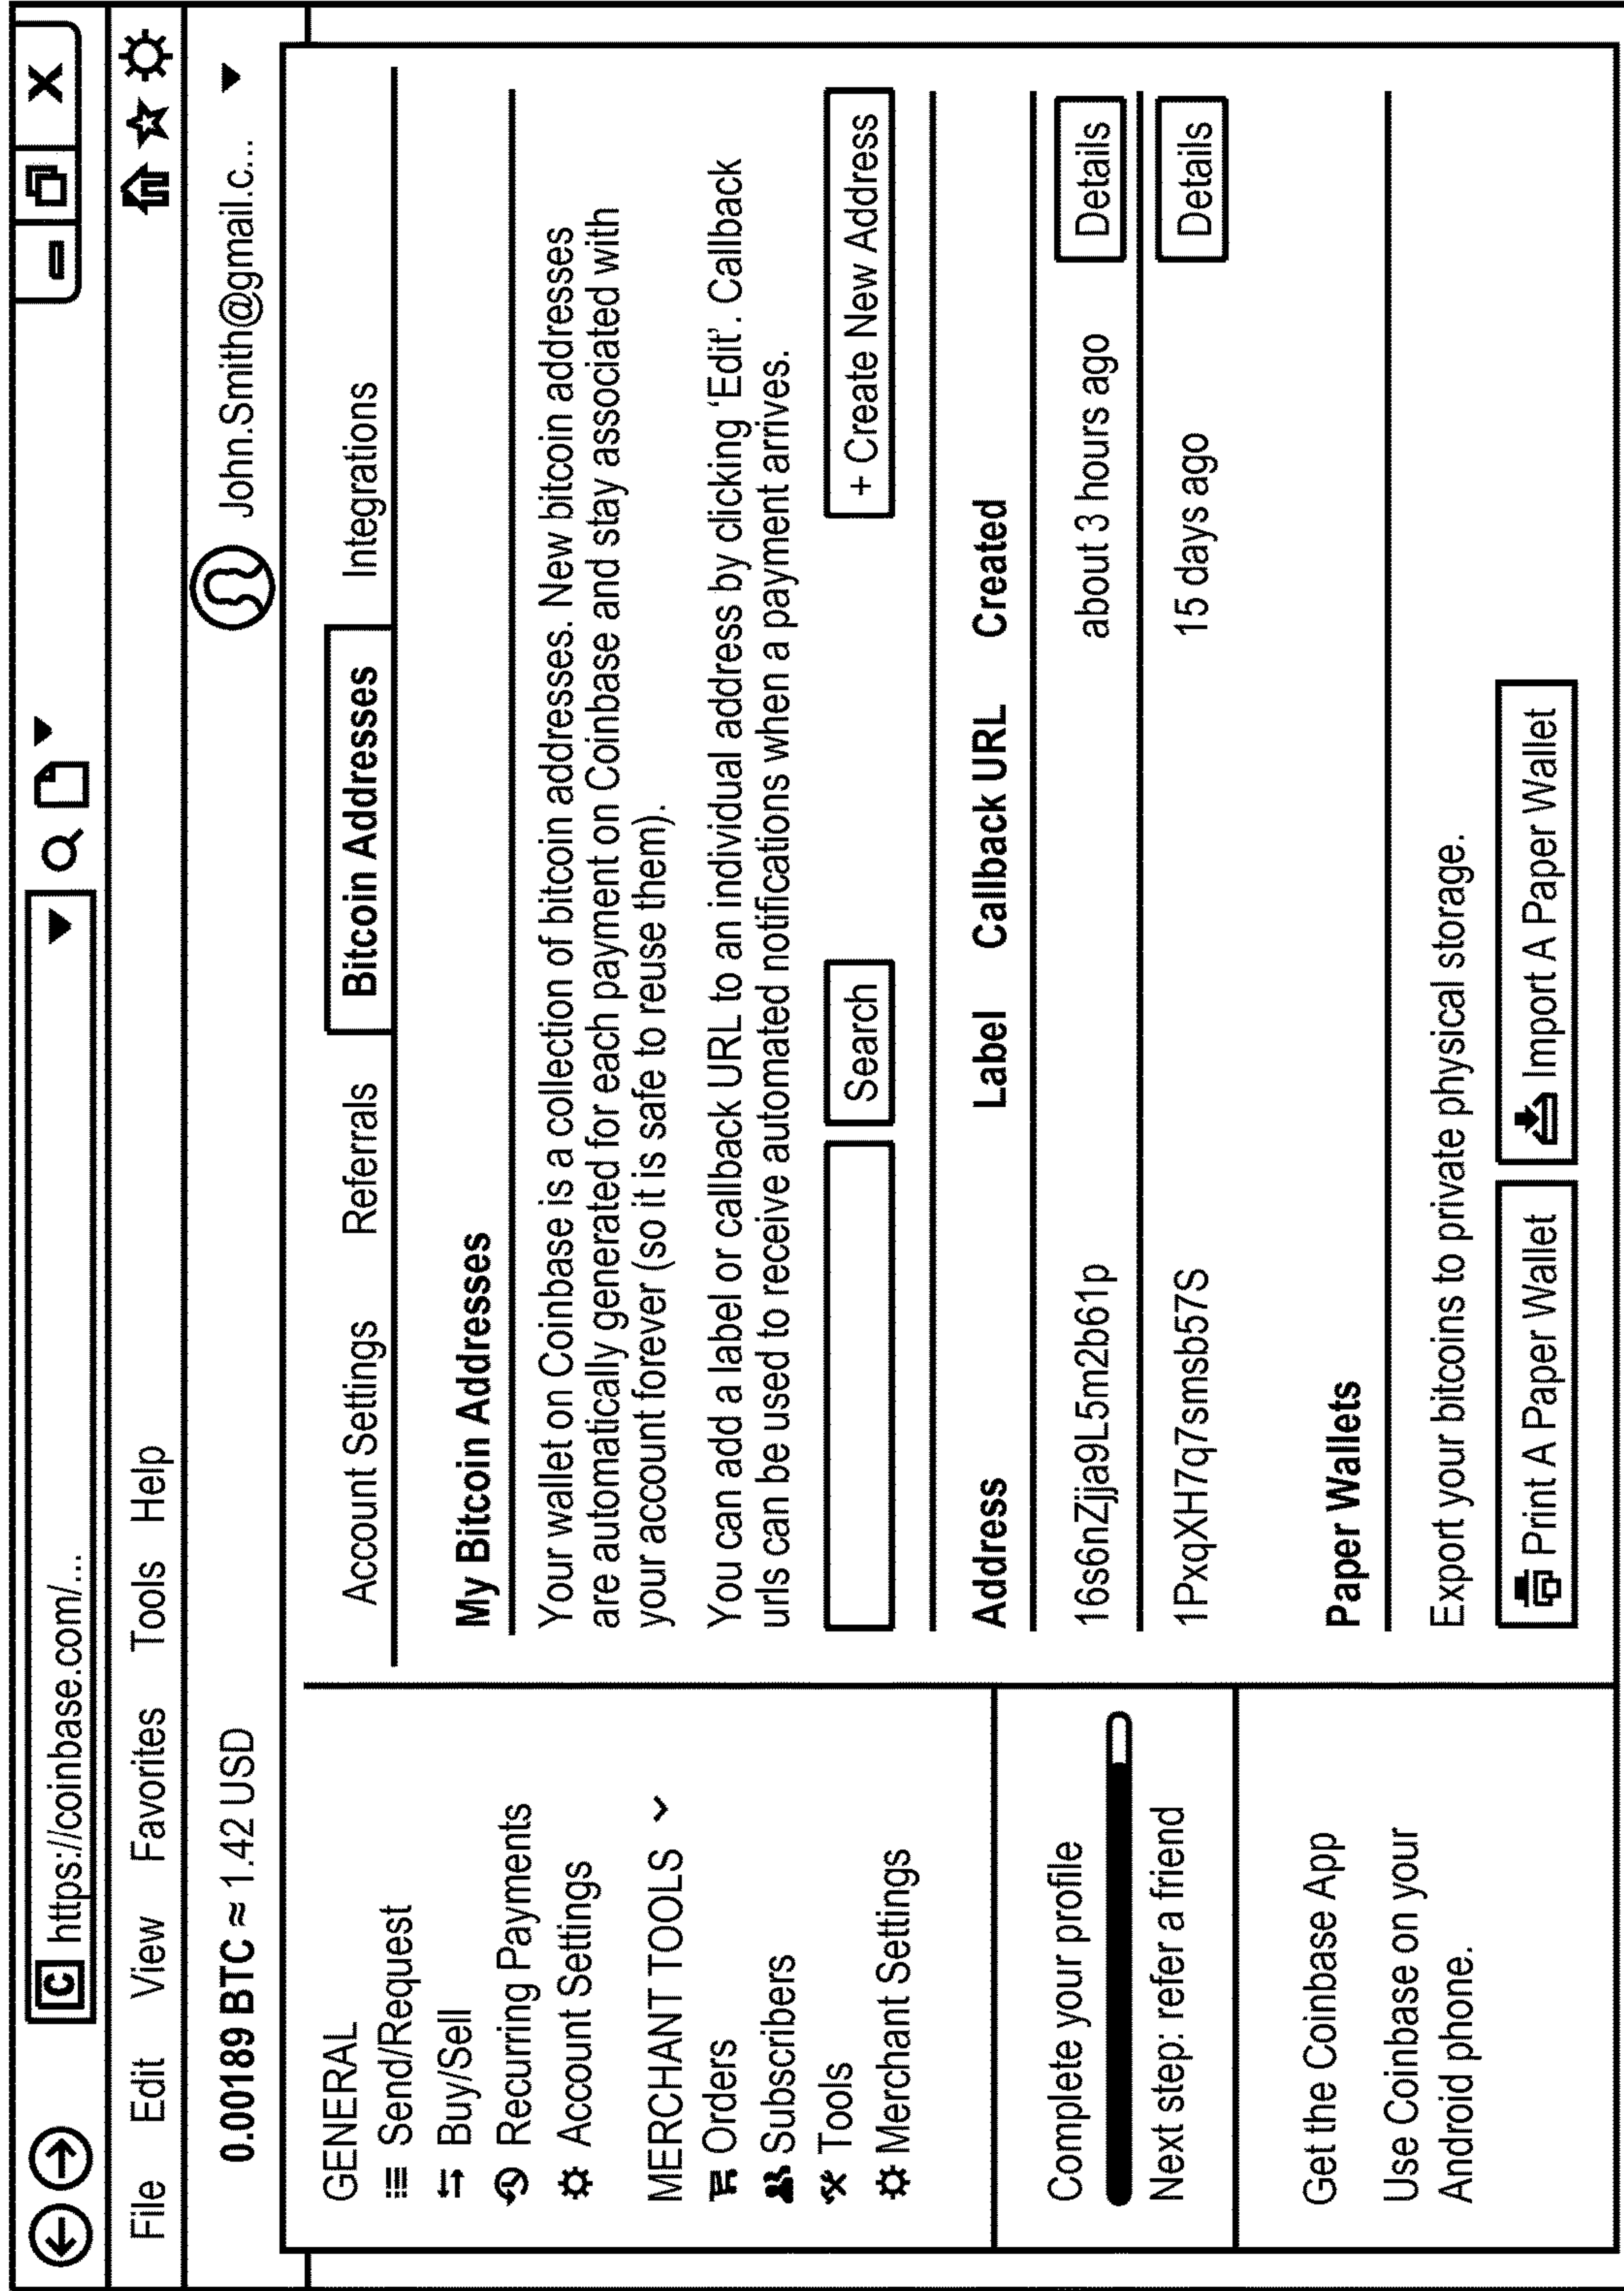 C https://coinbase.com/...
X
File Edit View Favorites Tools Help
0.00189 BTC ≈ 1.42 USD
John.Smith@gmail.c...
GENERAL
Send/Request
Buy/Sell
Recurring Payments
Account Settings
MERCHANT TOOLS
Orders
Subscribers
Tools
Merchant Settings
Complete your profile
Next step: refer a friend
Get the Coinbase App
Use Coinbase on your
Android phone.
Account Settings Referrals Bitcoin Addresses Integrations
My Bitcoin Addresses
Your wallet on Coinbase is a collection of bitcoin addresses. New bitcoin addresses
are automatically generated for each payment on Coinbase and stay associated with
your account forever (so it is safe to reuse them).
You can add a label or callback URL to an individual address by clicking ‘Edit’. Callback
urls can be used to receive automated notifications when a payment arrives.
Search + Create New Address
Address Label Callback URL Created
16s6nZjja9L5m2b61p about 3 hours ago Details
1PxqXH7q7smsb57S 15 days ago Details
Paper Wallets
Export your bitcoins to private physical storage.
Print A Paper Wallet Import A Paper Wallet